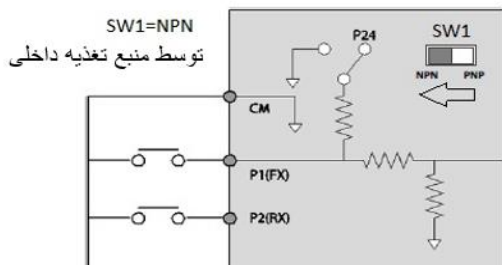 SW1=NPN
توسط منبع تغذیه داخلی
P24
SW1
NPN PNP
CM
P1(FX)
P2(RX)